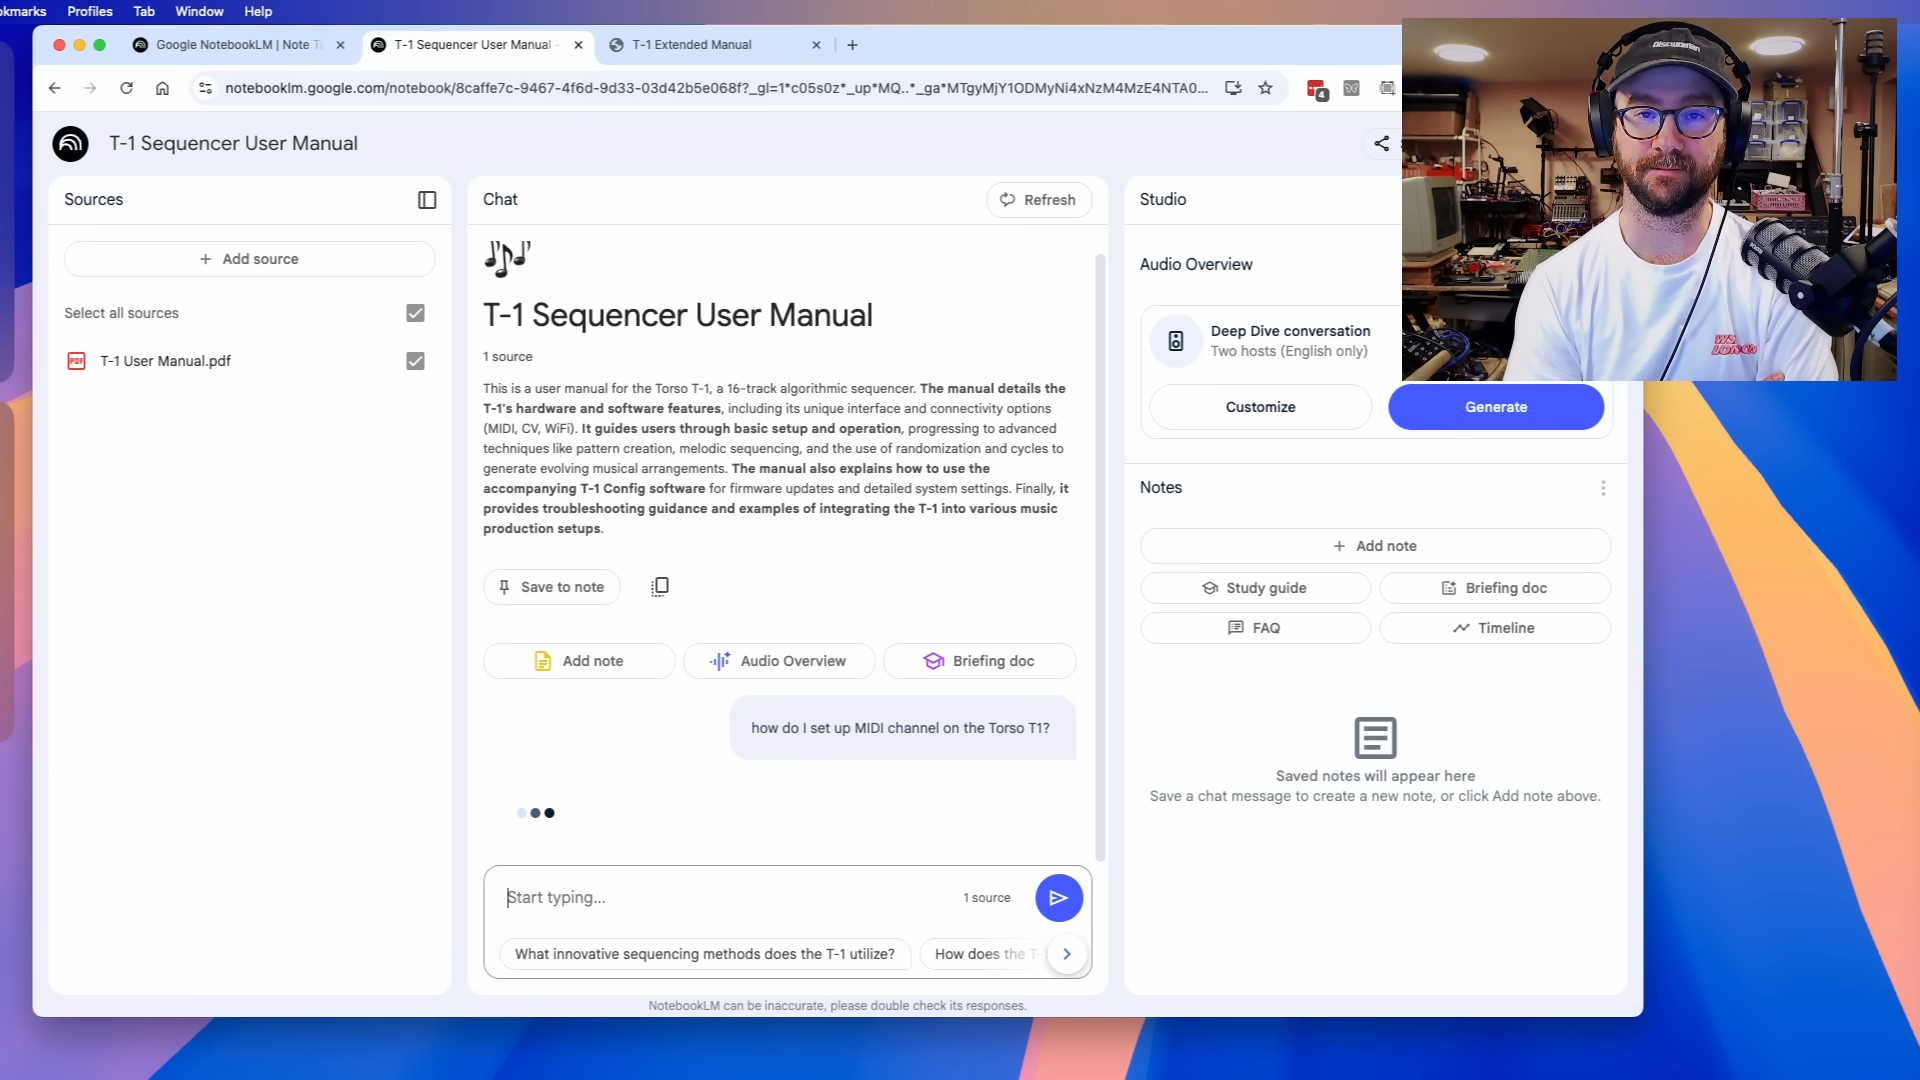 okmarks Profiles Tab Window Help
Google NotebookLM | Note T
T-1 Sequencer User Manual -
T-1 Extended Manual
notebooklm.google.com/notebook/8caffe7c-9467-4f6d-9d33-03d42b5e068f?_gl=1*c05s0z*_up*MQ..*_ga*MTgyMjY1ODMyNi4xNzM4MzE4NTA0...
4
T-1 Sequencer User Manual
Sources
Add source
Select all sources
PDF
T-1 User Manual.pdf
Chat
Refresh
T-1 Sequencer User Manual
1 source
This is a user manual for the Torso T-1, a 16-track algorithmic sequencer. The manual details the
T-1's hardware and software features, including its unique interface and connectivity options
(MIDI, CV, WiFi). It guides users through basic setup and operation, progressing to advanced
techniques like pattern creation, melodic sequencing, and the use of randomization and cycles to
generate evolving musical arrangements. The manual also explains how to use the
accompanying T-1 Config software for firmware updates and detailed system settings. Finally, it
provides troubleshooting guidance and examples of integrating the T-1 into various music
production setups.
Save to note
Add note
Audio Overview
Briefing doc
how do I set up MIDI channel on the Torso T1?
Start typing...
1 source
What innovative sequencing methods does the T-1 utilize?
How does the T-1
NotebookLM can be inaccurate, please double check its responses.
Studio
Audio Overview
Deep Dive conversation
Two hosts (English only)
Customize
Generate
Notes
Add note
Study guide
Briefing doc
FAQ
Timeline
Saved notes will appear here
Save a chat message to create a new note, or click Add note above.